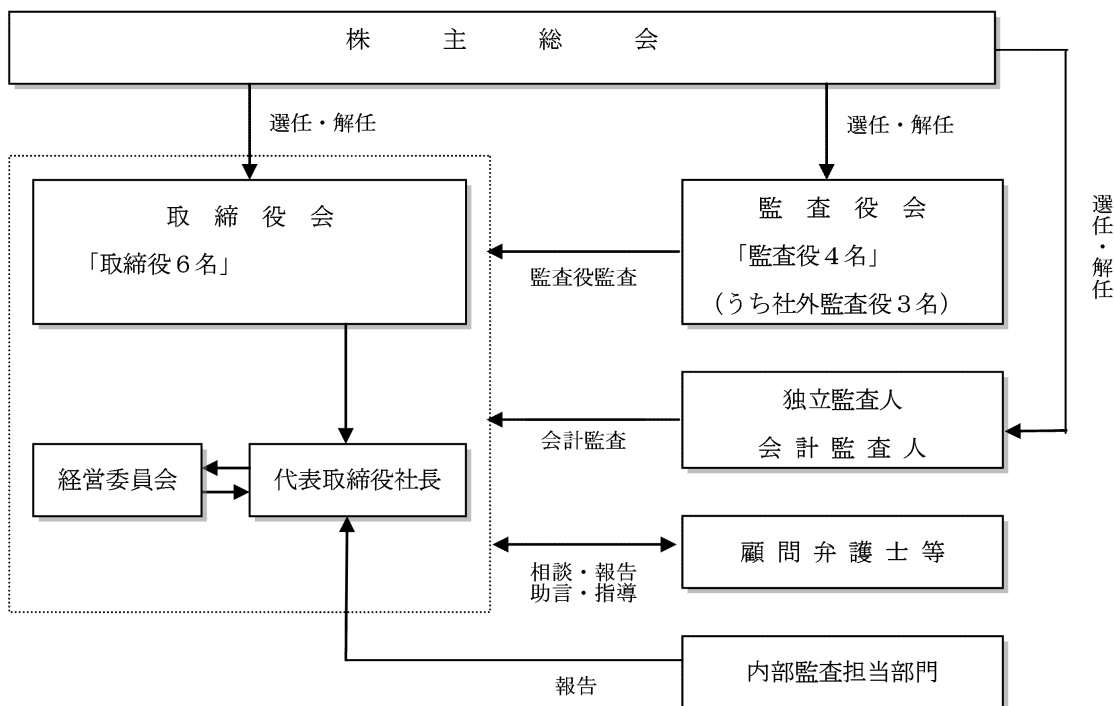 株主総会
選任・解任
選任・解任
選任・解任
取締役会
「取締役６名」
監査役会
「監査役４名」
（うち社外監査役３名）
監査役監査
独立監査人
会計監査人
会計監査
経営委員会
代表取締役社長
顧問弁護士等
相談・報告
助言・指導
内部監査担当部門
報告